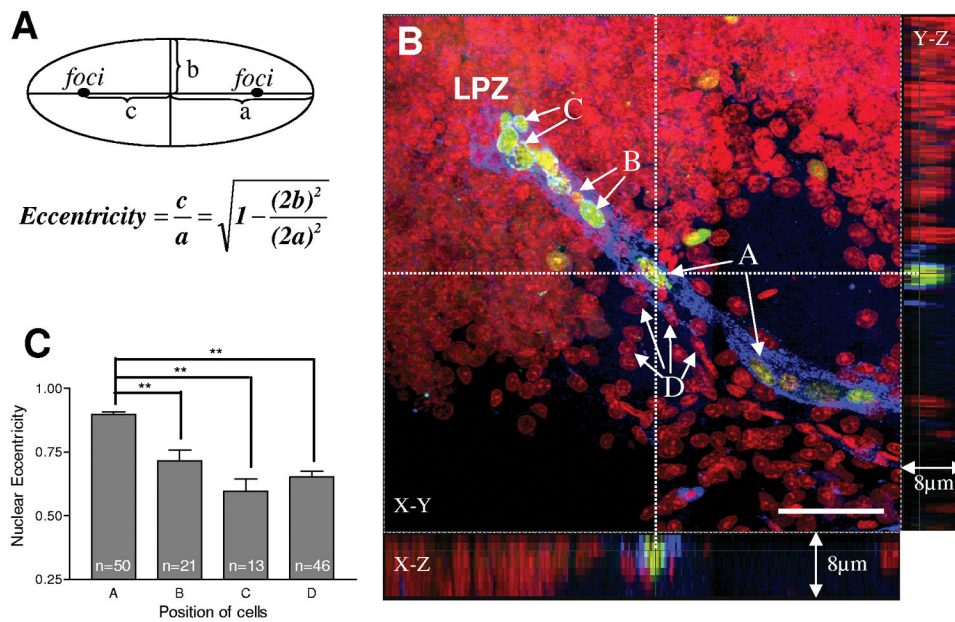 A
foci
foci
b
c
a
Eccentricity = c/a = √(1 - (2b)²/(2a)²)
B
LPZ
C
B
A
D
X-Y
Y-Z
8µm
X-Z
8µm
C
**
**
**
1.00
0.75
0.50
0.25
Nuclear Eccentricity
n=50 n=21 n=13 n=46
A B C D
Position of cells